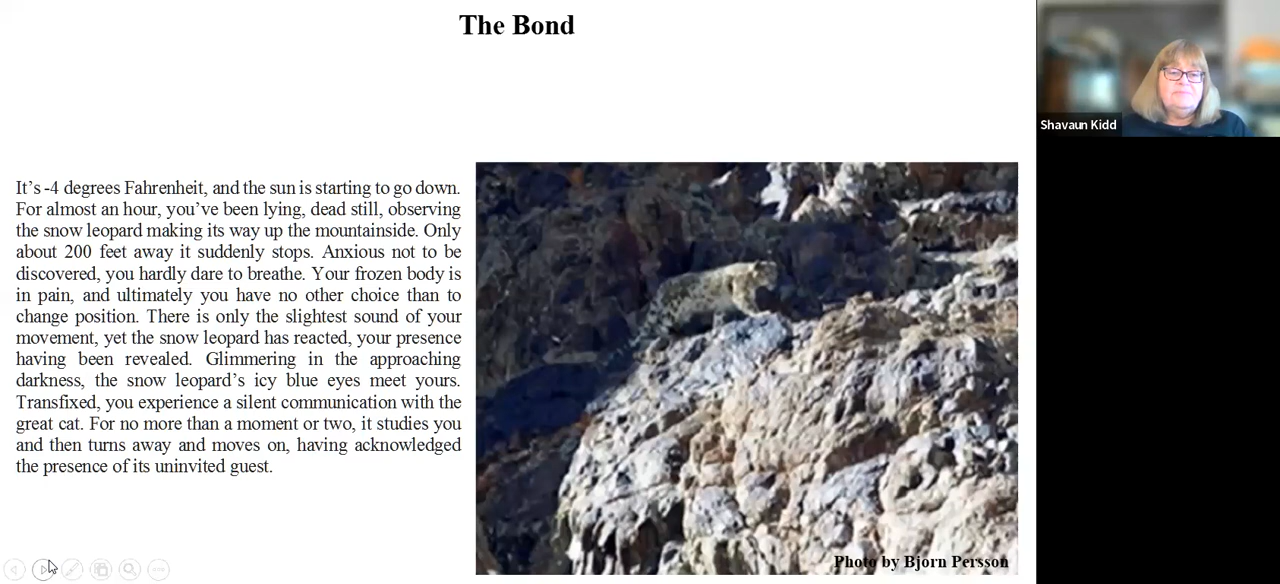 The Bond
Shavaun Kidd
It's -4 degrees Fahrenheit, and the sun is starting to go down.
For almost an hour, you've been lying, dead still, observing
the snow leopard making its way up the mountainside. Only
about 200 feet away it suddenly stops. Anxious not to be
discovered, you hardly dare to breathe. Your frozen body is
in pain, and ultimately you have no other choice than to
change position. There is only the slightest sound of your
movement, yet the snow leopard has reacted, your presence
having been revealed. Glimmering in the approaching
darkness, the snow leopard's icy blue eyes meet yours.
Transfixed, you experience a silent communication with the
great cat. For no more than a moment or two, it studies you
and then turns away and moves on, having acknowledged
the presence of its uninvited guest.
Photo by Bjorn Persson